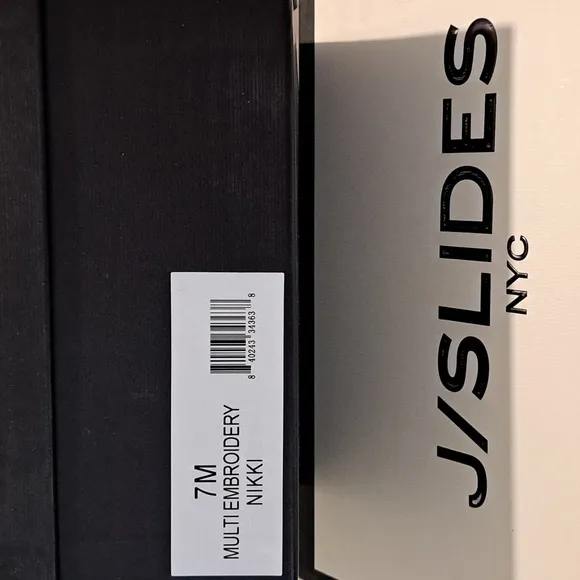 J/SLIDES
NYC
7M
MULTI EMBROIDERY
NIKKI
8 40243 34363 8